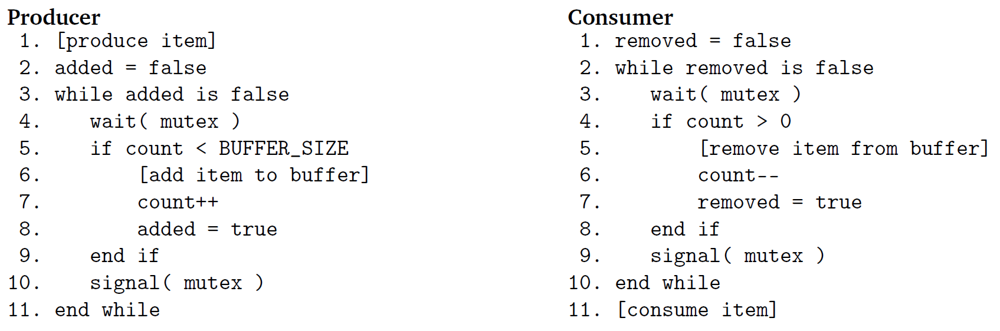 Producer
1. [produce item]
2. added = false
3. while added is false
4.    wait( mutex )
5.    if count < BUFFER_SIZE
6.        [add item to buffer]
7.        count++
8.        added = true
9.    end if
10.    signal( mutex )
11. end while
Consumer
1. removed = false
2. while removed is false
3.    wait( mutex )
4.    if count > 0
5.        [remove item from buffer]
6.        count--
7.        removed = true
8.    end if
9.    signal( mutex )
10. end while
11. [consume item]